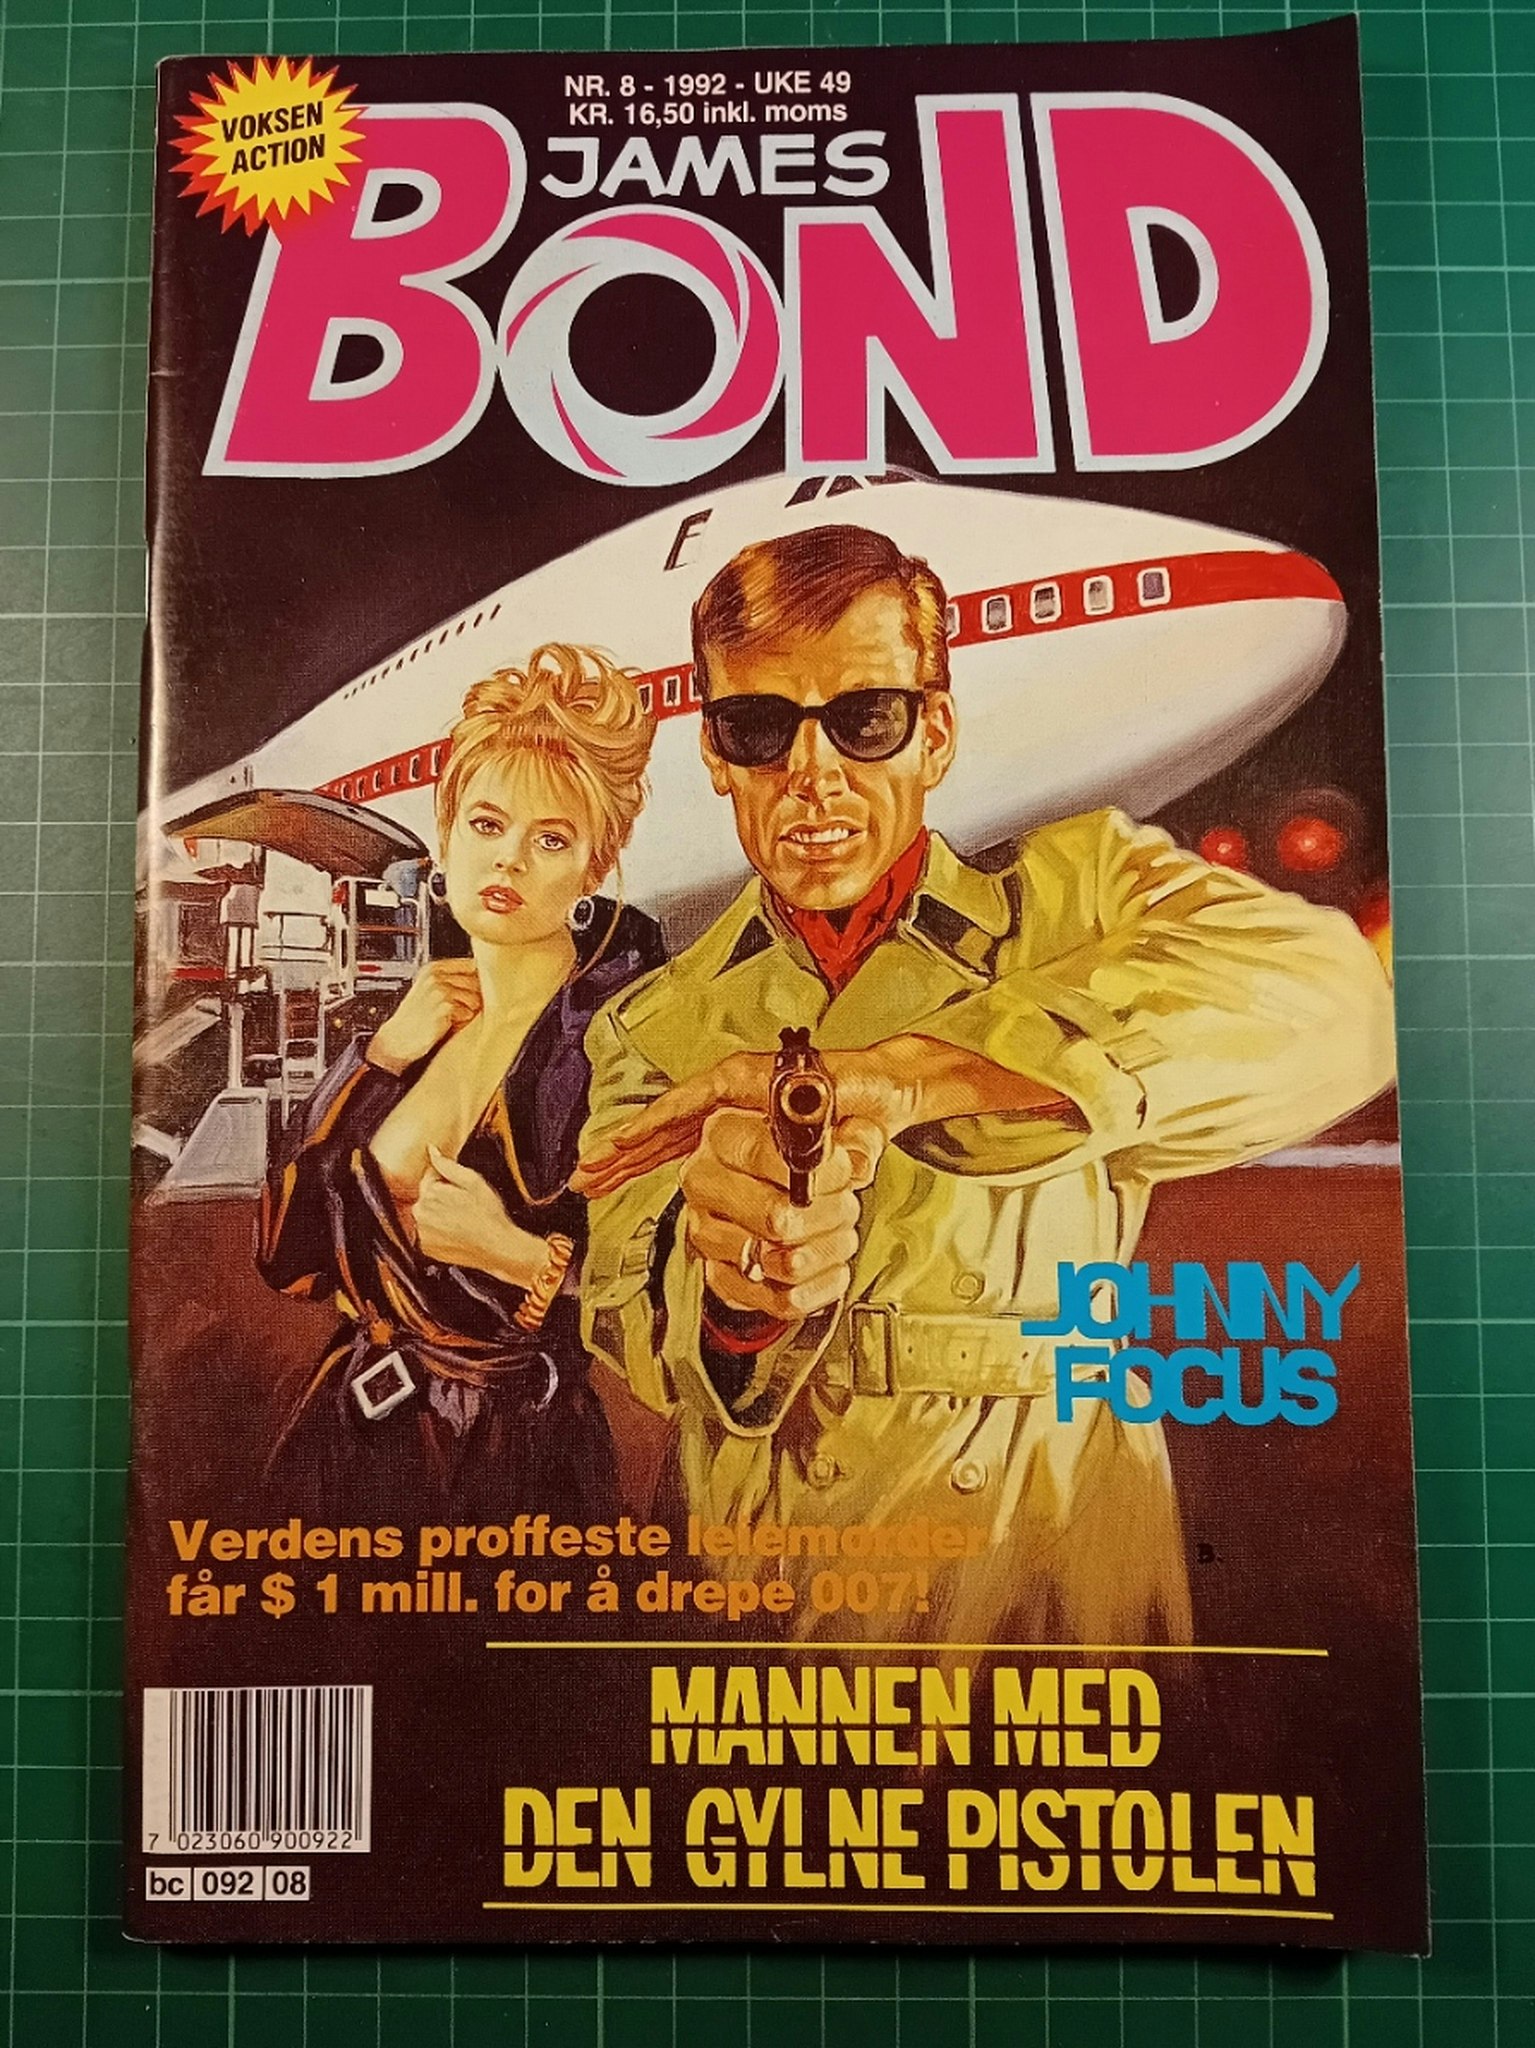 VOKSEN
ACTION
NR. 8 - 1992 - UKE 49
KR. 16,50 inkl. moms
JAMES
BOND
JOHNNY
FOCUS
Verdens proffeste leiemorder
får $ 1 mill. for å drepe 007!
B.
MANNEN MED
DEN GYLNE PISTOLEN
7 023060 900922
bc 092 08